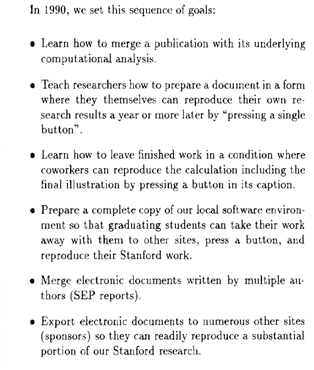 In 1990, we set this sequence of goals:
• Learn how to merge a publication with its underlying
computational analysis.
• Teach researchers how to prepare a document in a form
where they themselves can reproduce their own re-
search results a year or more later by “pressing a single
button”.
• Learn how to leave finished work in a condition where
coworkers can reproduce the calculation including the
final illustration by pressing a button in its caption.
• Prepare a complete copy of our local software environ-
ment so that graduating students can take their work
away with them to other sites, press a button, and
reproduce their Stanford work.
• Merge electronic documents written by multiple au-
thors (SEP reports).
• Export electronic documents to numerous other sites
(sponsors) so they can readily reproduce a substantial
portion of our Stanford research.